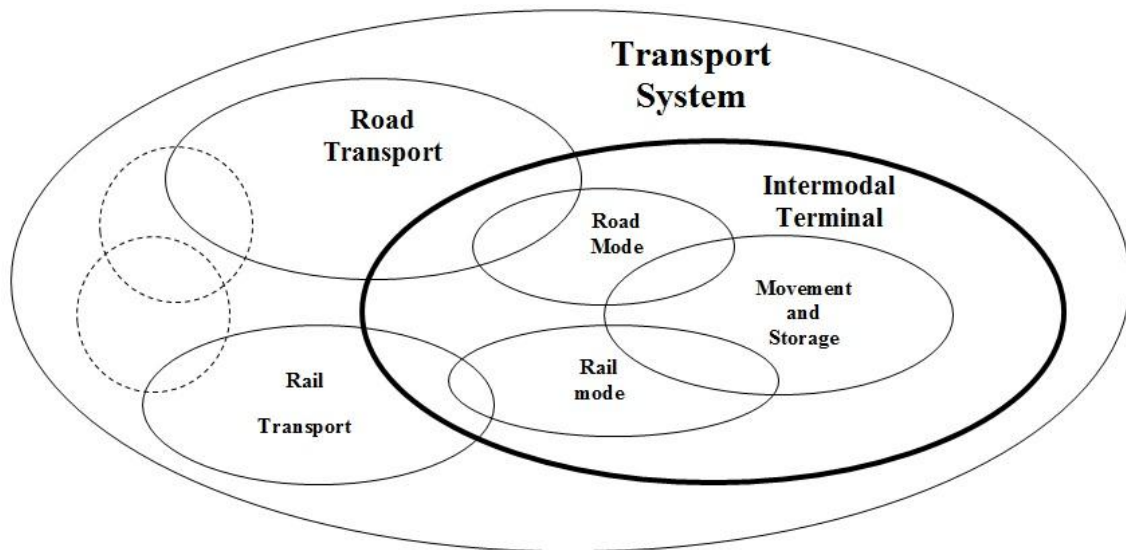 Transport
System
Road
Transport
Intermodal
Terminal
Road
Mode
Movement
and
Storage
Rail
mode
Rail
Transport